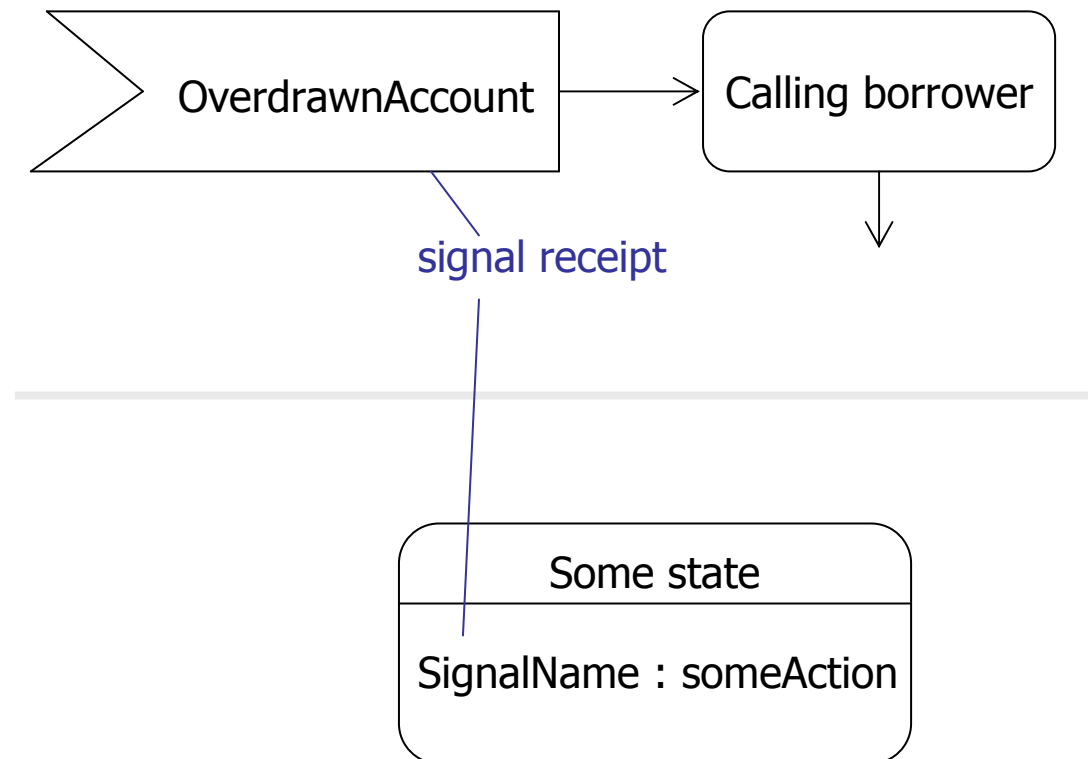 OverdrawnAccount
Calling borrower
signal receipt
Some state
SignalName : someAction